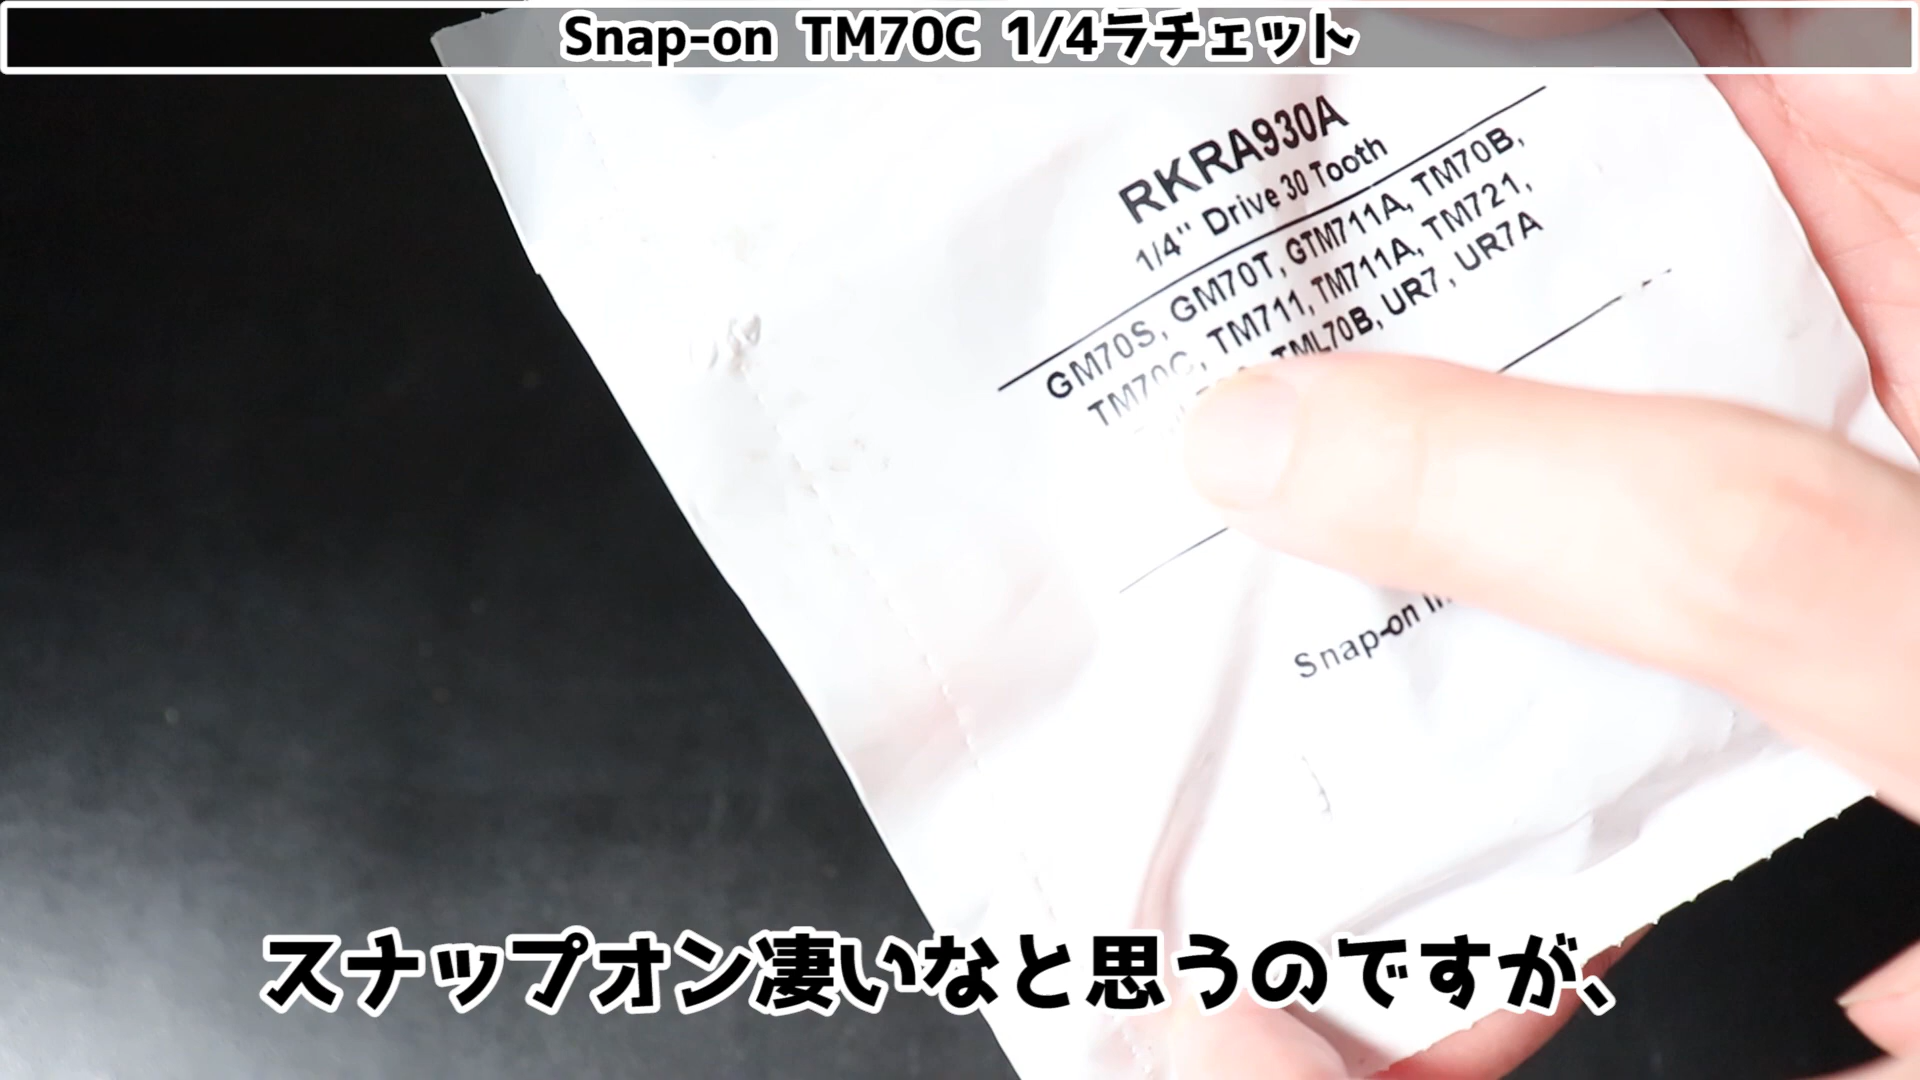 Snap-on TM70C 1/4ラチェット
RKRA930A
1/4" Drive 30 Tooth
GM70S, GM70T, GTM711A, TM70B,
TM70C, TM711, TM711A, TM721,
TML70B, UR7, UR7A
Snap-on
スナップオン凄いなと思うのですが、